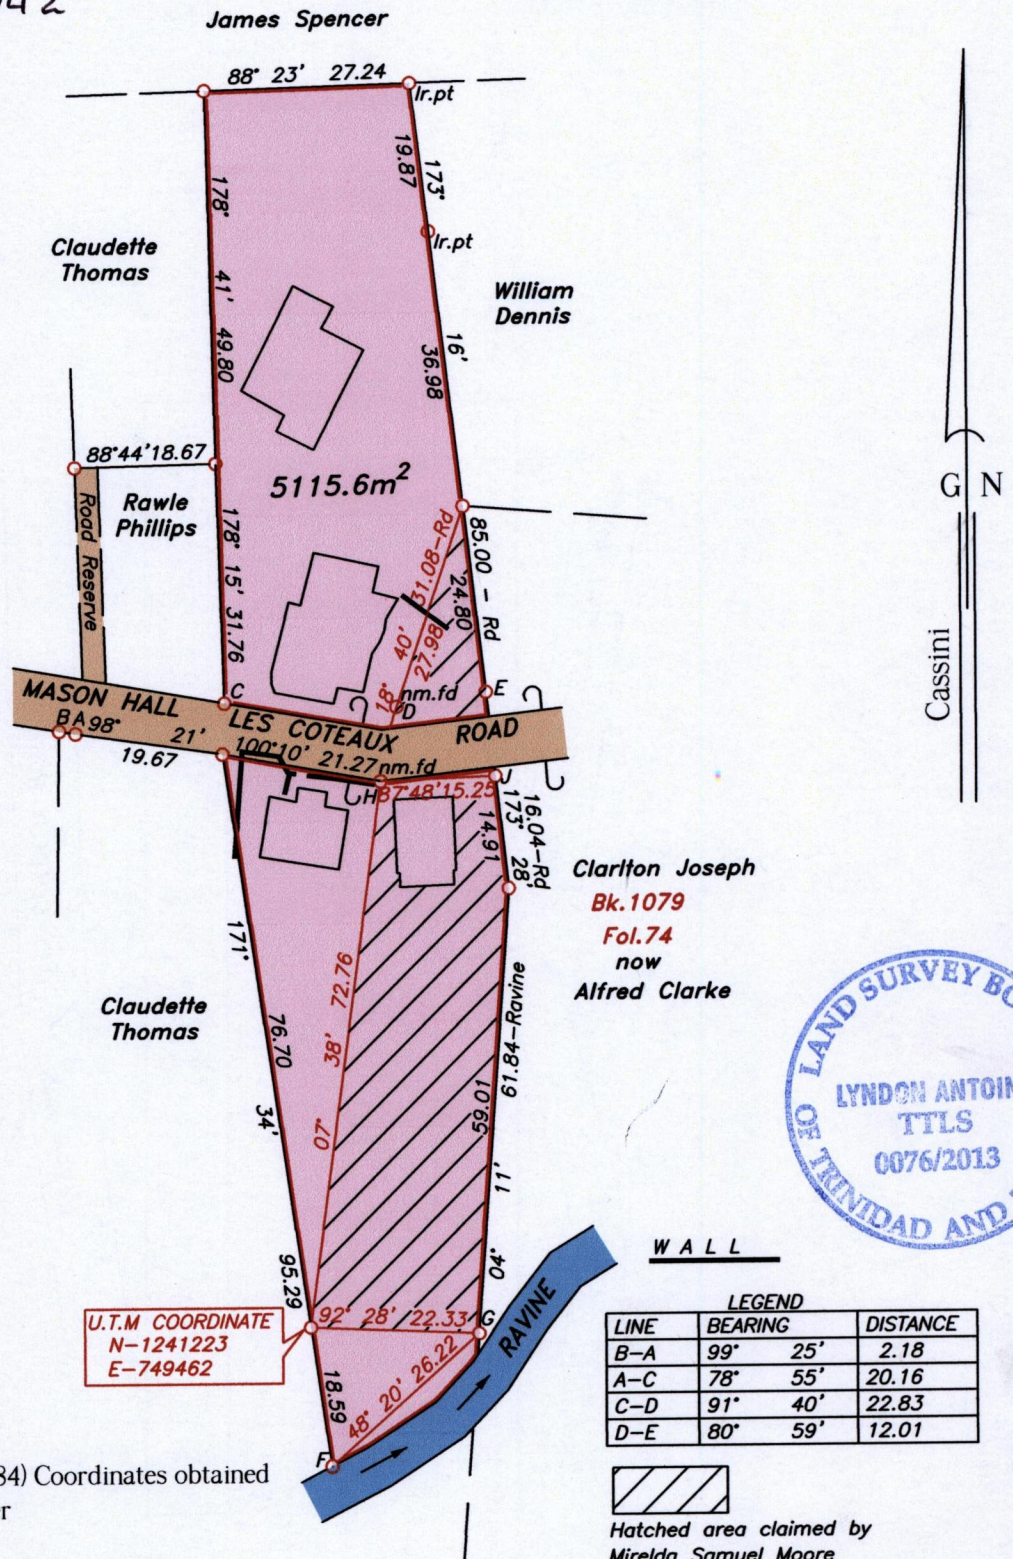 James Spencer
88° 23' 27.24
Ir.pt
19.87
173°
Ir.pt
178°
41'
49.80
Claudette
Thomas
William
Dennis
16'
36.98
88°44'18.67
5115.6m²
G N
Cassini
Road Reserve
Rawle
Phillips
178° 15' 31.76
31.08-Rd
85.00 - Rd
24.80
18° 40' 27.98
C
nm.fd
D
E
MASON HALL LES COTEAUX ROAD
B A 98° 21'
19.67
100°10' 21.27
nm.fd
H
87°48'15.25
J
16.04-Rd
173° 28'
14.91
Clarlton Joseph
Bk.1079
Fol.74
now
Alfred Clarke
171°
76.70
34'
95.29
Claudette
Thomas
72.76
38'
07°
61.84-Ravine
59.01
11'
04°
LAND SURVEY BO
OF TRINIDAD AND
LYNDON ANTOIN
TTLS
0076/2013
WALL
U.T.M COORDINATE
N-1241223
E-749462
92° 28' 22.33
G
RAVINE
18.59
48° 20' 26.22
F
LEGEND
LINE BEARING DISTANCE
B-A 99° 25' 2.18
A-C 78° 55' 20.16
C-D 91° 40' 22.83
D-E 80° 59' 12.01
84) Coordinates obtained
er
Hatched area claimed by
Mirelda Samuel Moore